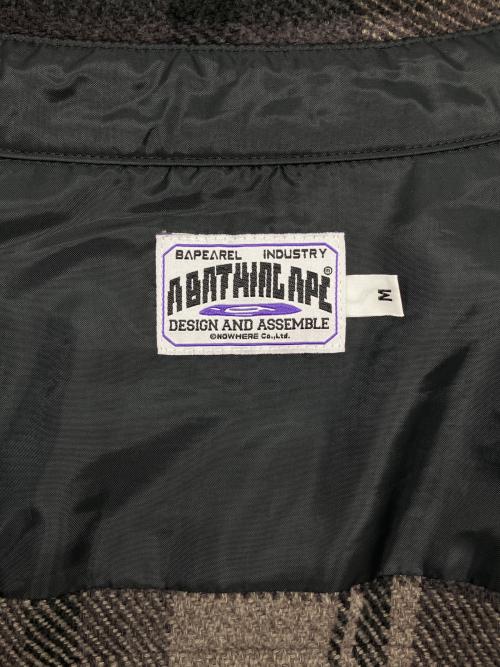 BAPEAREL INDUSTRY
A BATHING APE®
DESIGN AND ASSEMBLE
©NOWHERE Co.,Ltd.
M